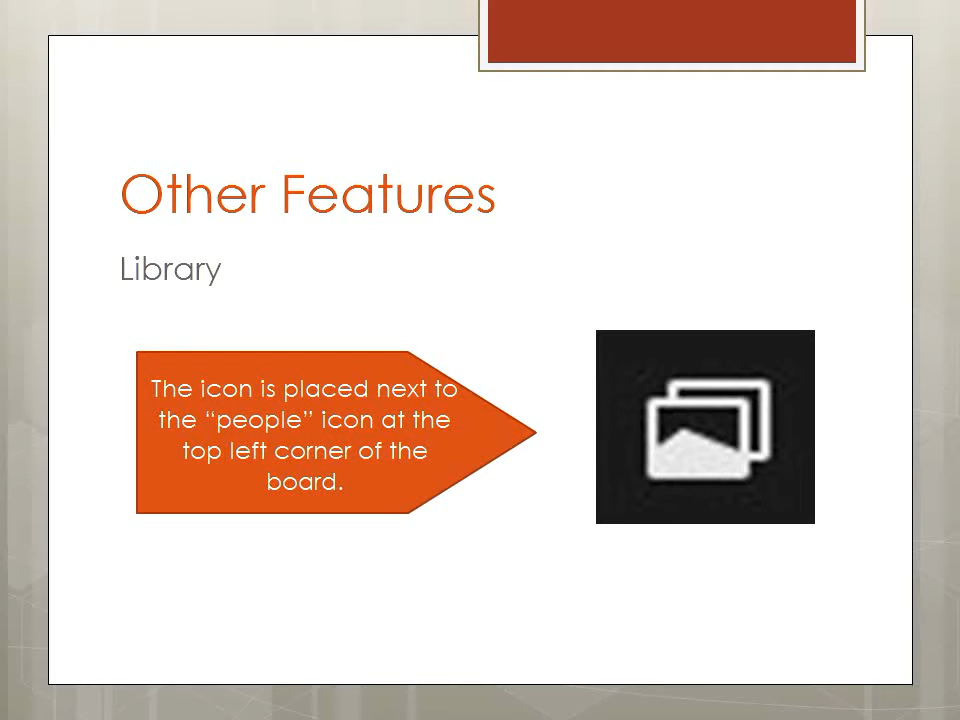 Other Features
Library
The icon is placed next to
the “people” icon at the
top left corner of the
board.